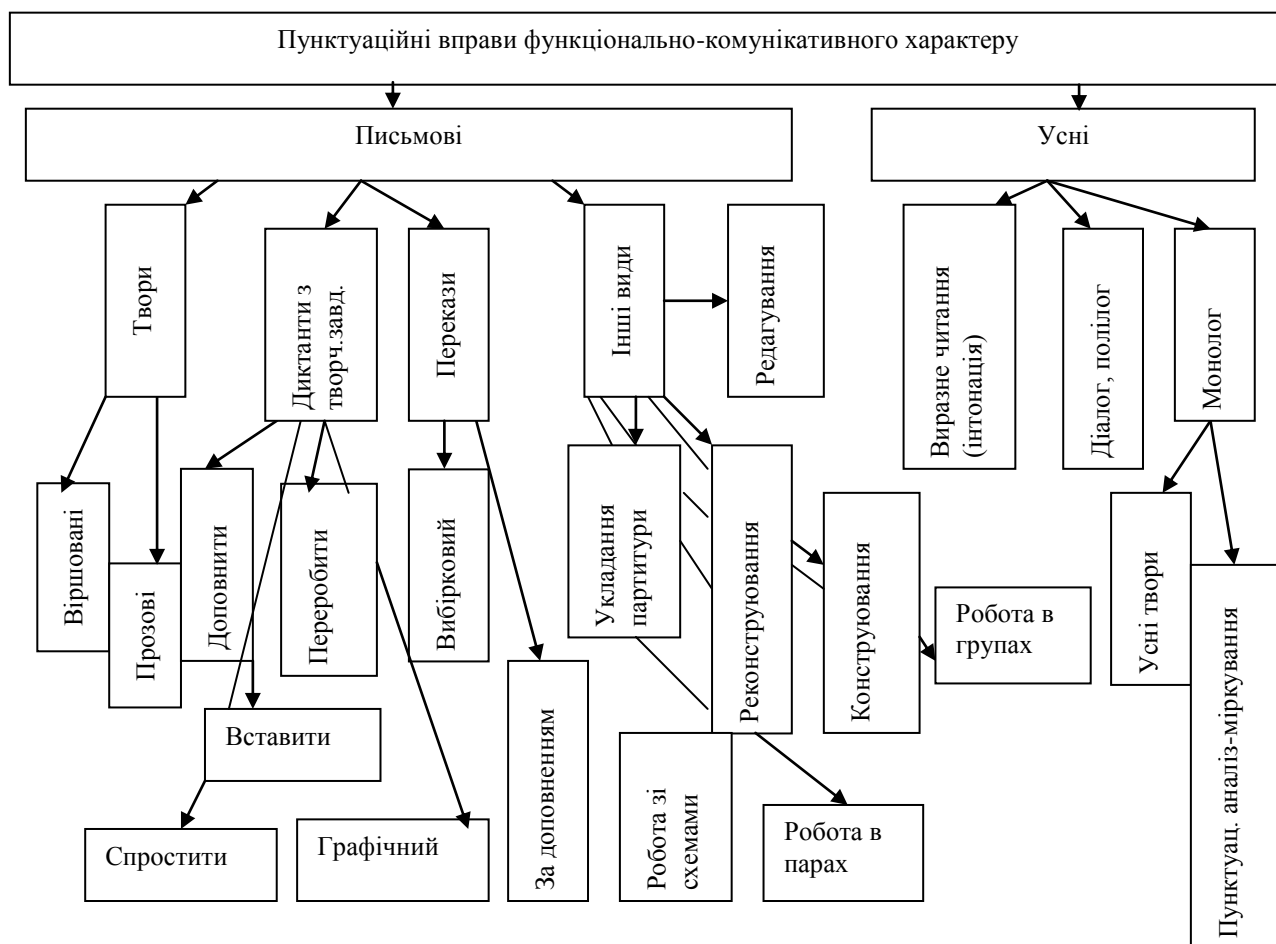 Пунктуаційні вправи функціонально-комунікативного характеру
Письмові
Усні
Твори
Диктанти з
творч.завд.
Перекази
Інші види
Редагування
Виразне читання
(інтонація)
Діалог, полілог
Монолог
Віршовані
Прозові
Доповнити
Переробити
Вибірковий
Укладання
партитури
Реконструювання
Конструювання
Робота в
групах
Усні твори
Пунктуац. аналіз-міркування
Вставити
За доповненням
Робота зі
схемами
Робота в
парах
Спростити
Графічний